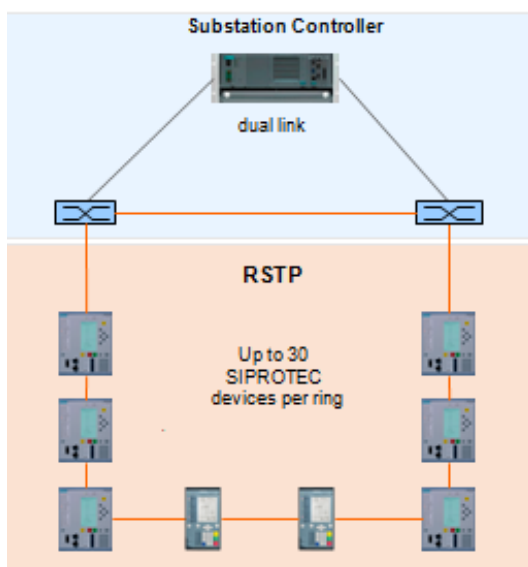 Substation Controller
dual link
RSTP
Up to 30
SIPROTEC
devices per ring